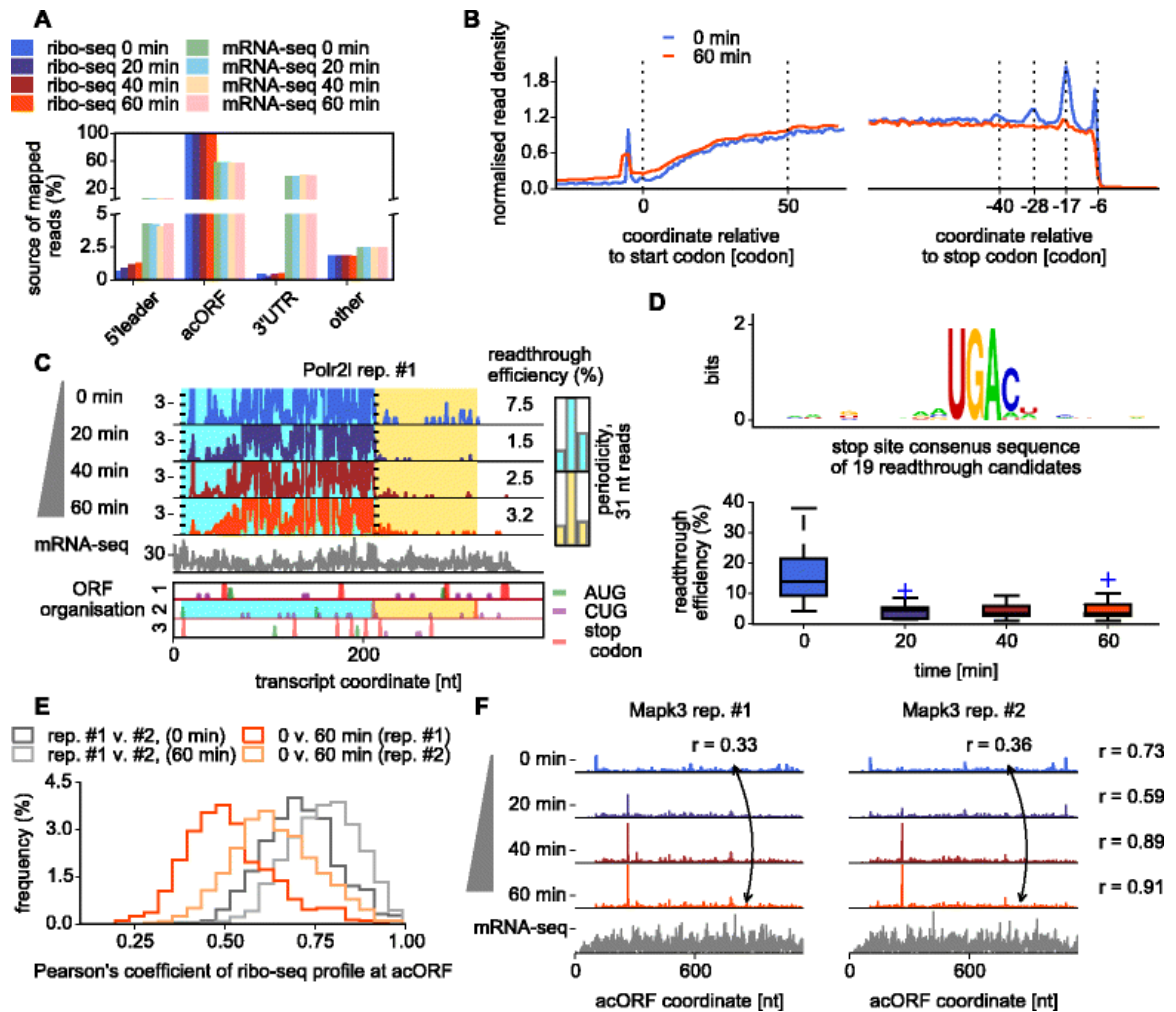 A
ribo-seq 0 min
ribo-seq 20 min
ribo-seq 40 min
ribo-seq 60 min
mRNA-seq 0 min
mRNA-seq 20 min
mRNA-seq 40 min
mRNA-seq 60 min
source of mapped
reads (%)
100
60
20
5
2.5
0
5'leader
acORF
3'UTR
other
B
0 min
60 min
normalised read density
1.8
1.2
0.6
0.0
0
50
-40
-28
-17
-6
coordinate relative
to start codon [codon]
coordinate relative
to stop codon [codon]
C
Polr2l rep. #1
readthrough
efficiency (%)
0 min
3
7.5
20 min
3
1.5
40 min
3
2.5
60 min
3
3.2
periodicity,
31 nt reads
mRNA-seq
30
ORF
organisation
1
2
3
AUG
CUG
stop
codon
0
200
transcript coordinate [nt]
D
bits
2
0
UGAC
stop site consenus sequence
of 19 readthrough candidates
readthrough
efficiency (%)
40
30
20
10
0
0
20
40
60
time [min]
E
rep. #1 v. #2, (0 min)
rep. #1 v. #2, (60 min)
0 v. 60 min (rep. #1)
0 v. 60 min (rep. #2)
frequency (%)
4.5
3.0
1.5
0.0
0.25
0.50
0.75
1.00
Pearson's coefficient of ribo-seq profile at acORF
F
Mapk3 rep. #1
Mapk3 rep. #2
r = 0.33
r = 0.36
0 min
r = 0.73
20 min
r = 0.59
40 min
r = 0.89
60 min
r = 0.91
mRNA-seq
0
600
0
600
acORF coordinate [nt]
acORF coordinate [nt]